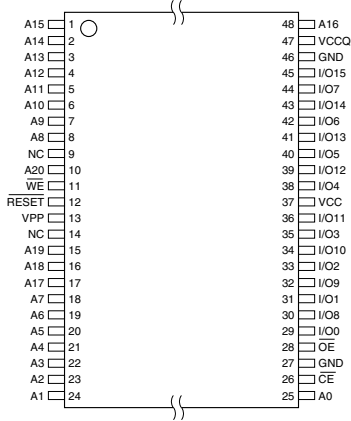 A15 1 48 A16
A14 2 47 VCCQ
A13 3 46 GND
A12 4 45 I/O15
A11 5 44 I/O7
A10 6 43 I/O14
A9 7 42 I/O6
A8 8 41 I/O13
NC 9 40 I/O5
A20 10 39 I/O12
W̅E̅ 11 38 I/O4
R̅E̅S̅E̅T̅ 12 37 VCC
VPP 13 36 I/O11
NC 14 35 I/O3
A19 15 34 I/O10
A18 16 33 I/O2
A17 17 32 I/O9
A7 18 31 I/O1
A6 19 30 I/O8
A5 20 29 I/O0
A4 21 28 O̅E̅
A3 22 27 GND
A2 23 26 C̅E̅
A1 24 25 A0